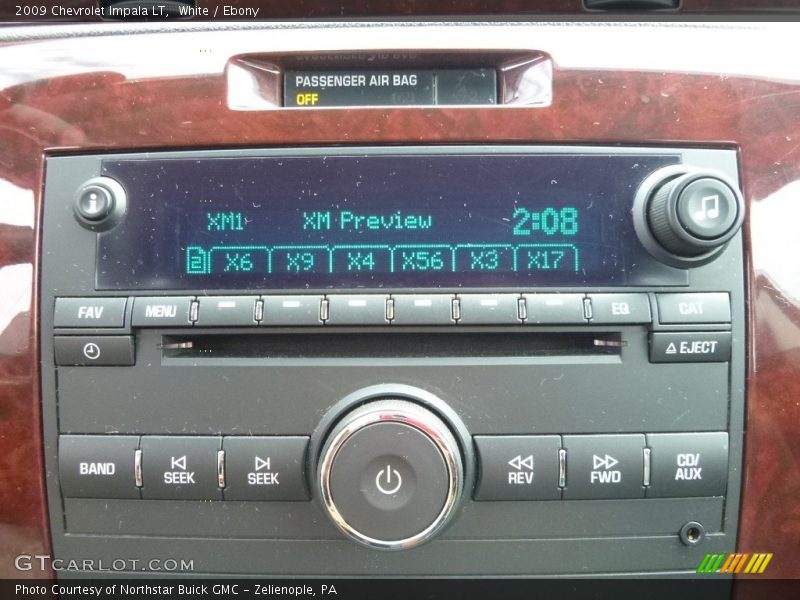 2009 Chevrolet Impala LT,  White / Ebony
PASSENGER AIR BAG
OFF
i
XM1 XM Preview 2:08
2 X6 X9 X4 X56 X3 X17
FAV MENU EQ CAT
EJECT
BAND SEEK SEEK REV FWD CD/
AUX
GTCARLOT.COM
Photo Courtesy of Northstar Buick GMC - Zelienople, PA